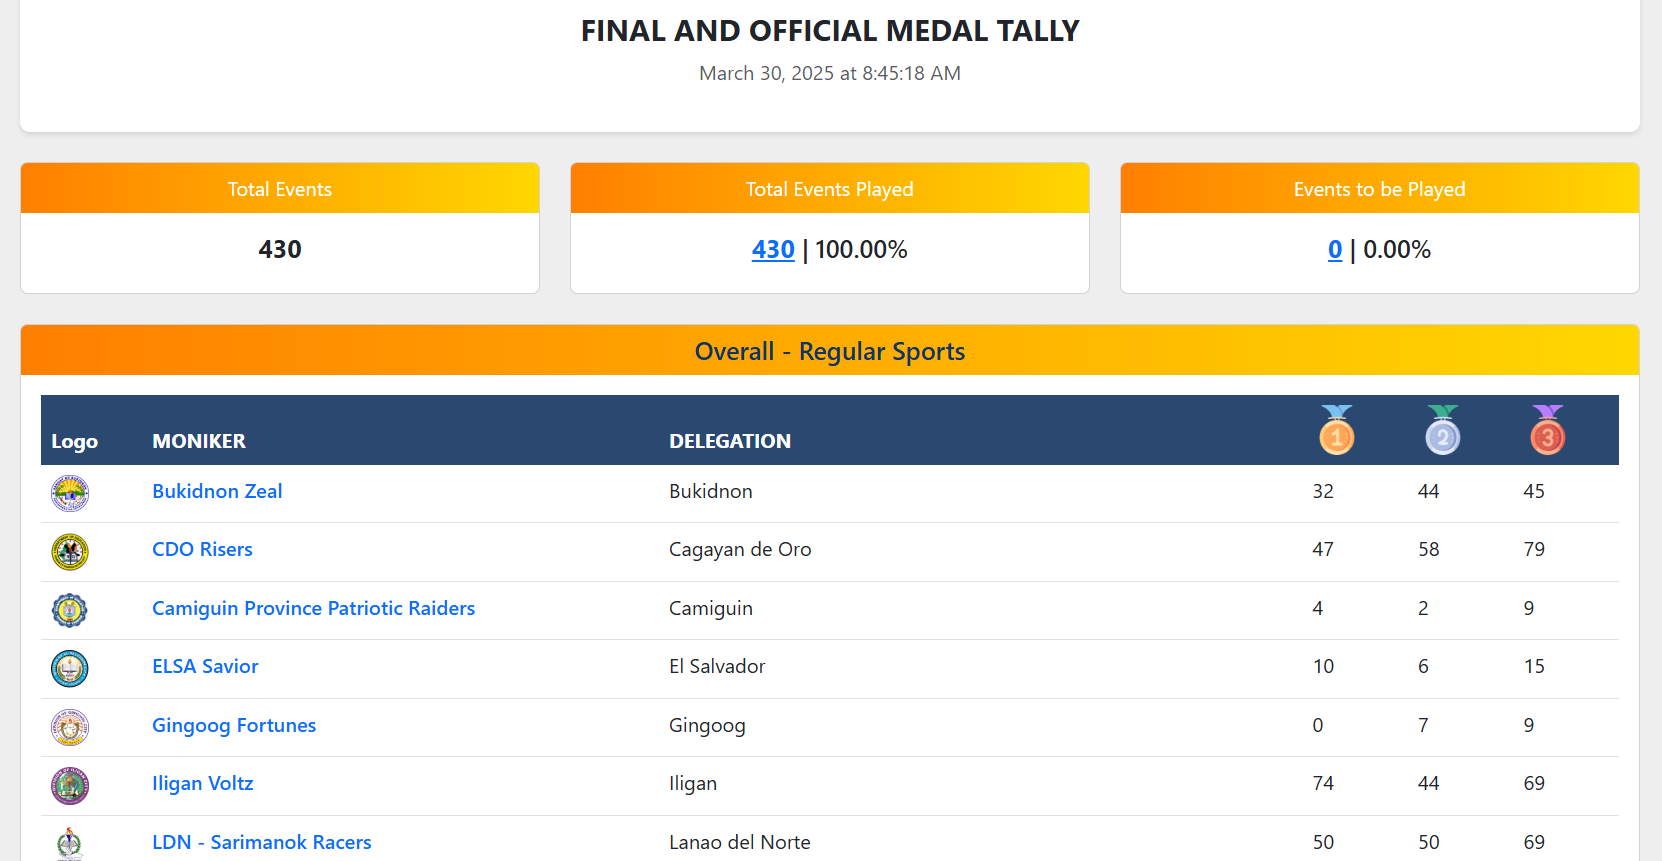 FINAL AND OFFICIAL MEDAL TALLY
March 30, 2025 at 8:45:18 AM
Total Events
430
Total Events Played
430 | 100.00%
Events to be Played
0 | 0.00%
Overall - Regular Sports
Logo MONIKER DELEGATION 1 2 3
Bukidnon Zeal Bukidnon 32 44 45
CDO Risers Cagayan de Oro 47 58 79
Camiguin Province Patriotic Raiders Camiguin 4 2 9
ELSA Savior El Salvador 10 6 15
Gingoog Fortunes Gingoog 0 7 9
Iligan Voltz Iligan 74 44 69
LDN - Sarimanok Racers Lanao del Norte 50 50 69